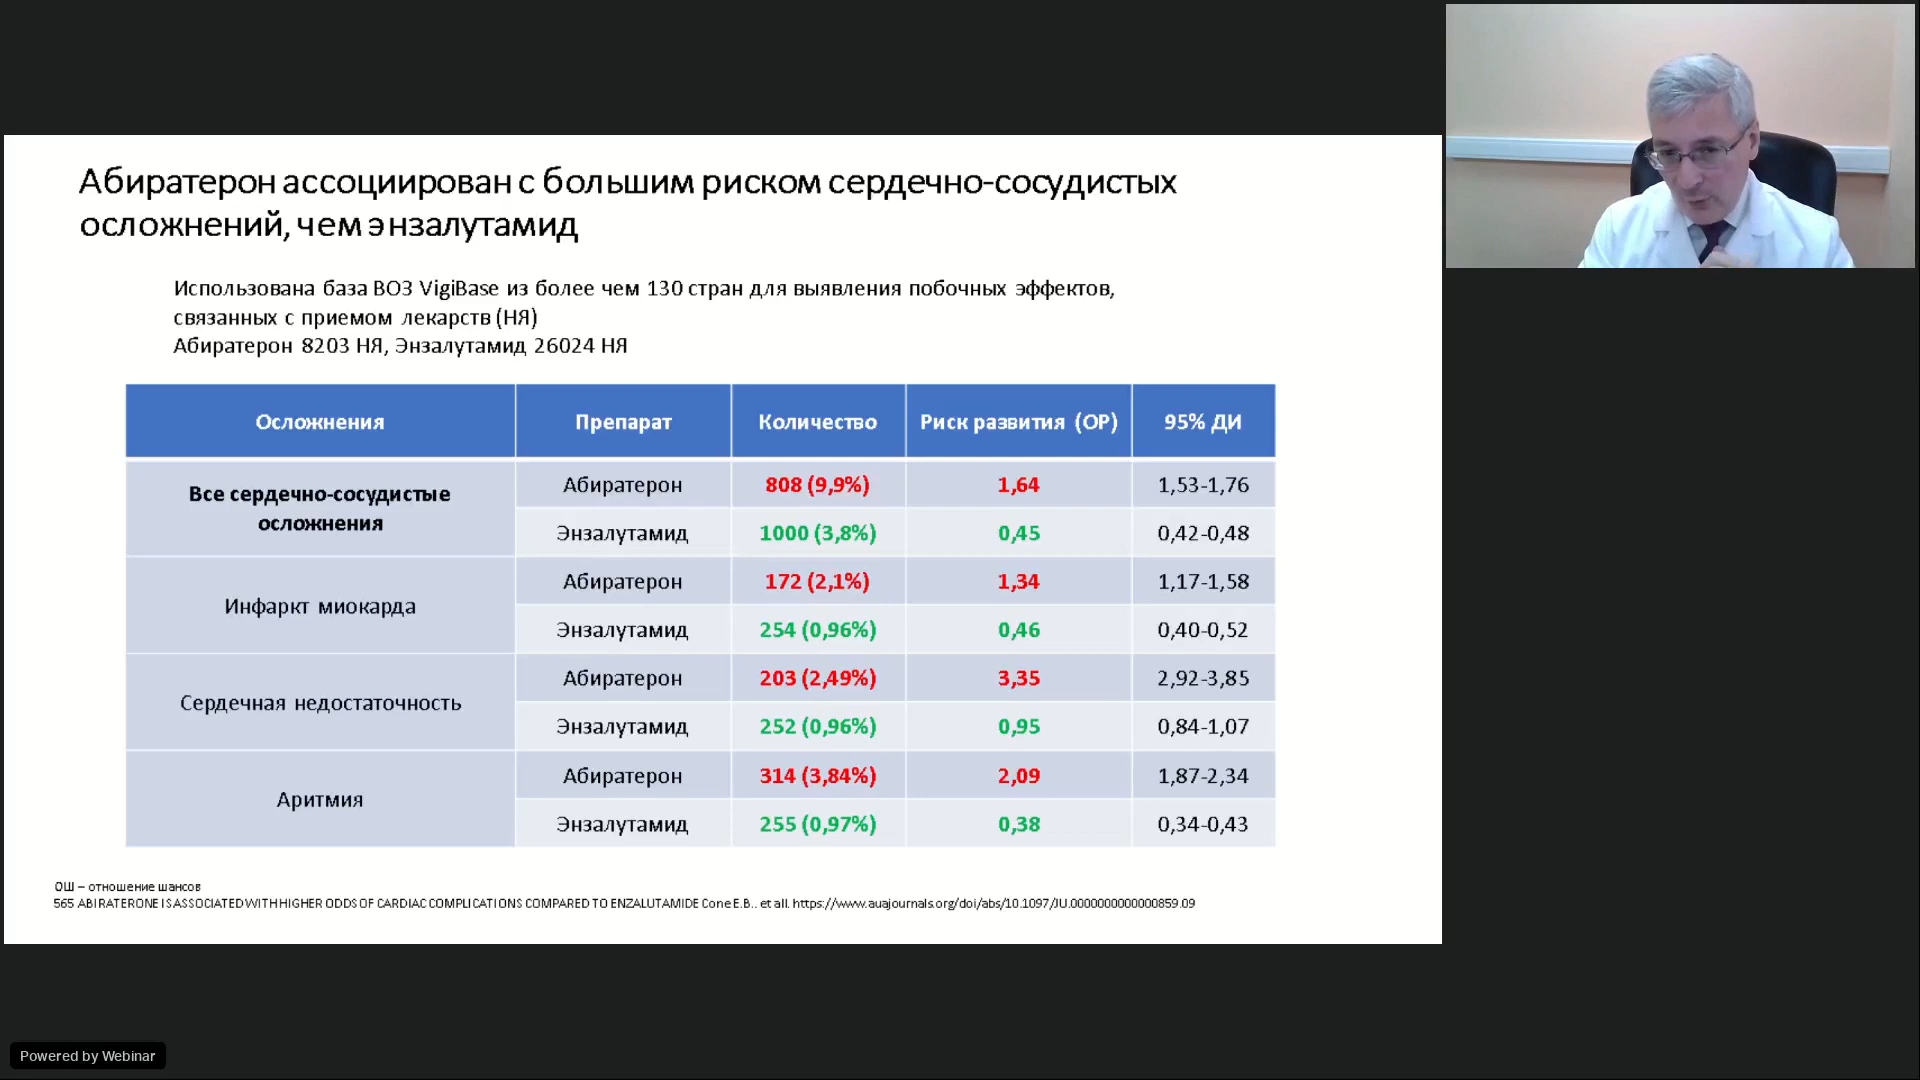 Абиратерон ассоциирован с большим риском сердечно-сосудистых
осложнений, чем энзалутамид
Использована база ВОЗ VigiBase из более чем 130 стран для выявления побочных эффектов,
связанных с приемом лекарств (НЯ)
Абиратерон 8203 НЯ, Энзалутамид 26024 НЯ
Осложнения Препарат Количество Риск развития (ОР) 95% ДИ
Все сердечно-сосудистые
осложнения
Абиратерон 808 (9,9%) 1,64 1,53-1,76
Энзалутамид 1000 (3,8%) 0,45 0,42-0,48
Инфаркт миокарда
Абиратерон 172 (2,1%) 1,34 1,17-1,58
Энзалутамид 254 (0,96%) 0,46 0,40-0,52
Сердечная недостаточность
Абиратерон 203 (2,49%) 3,35 2,92-3,85
Энзалутамид 252 (0,96%) 0,95 0,84-1,07
Аритмия
Абиратерон 314 (3,84%) 2,09 1,87-2,34
Энзалутамид 255 (0,97%) 0,38 0,34-0,43
ОШ – отношение шансов
565 ABIRATERONE IS ASSOCIATED WITH HIGHER ODDS OF CARDIAC COMPLICATIONS COMPARED TO ENZALUTAMIDE Cone E.B.. et all. https://www.auajournals.org/doi/abs/10.1097/JU.0000000000000859.09
Powered by Webinar